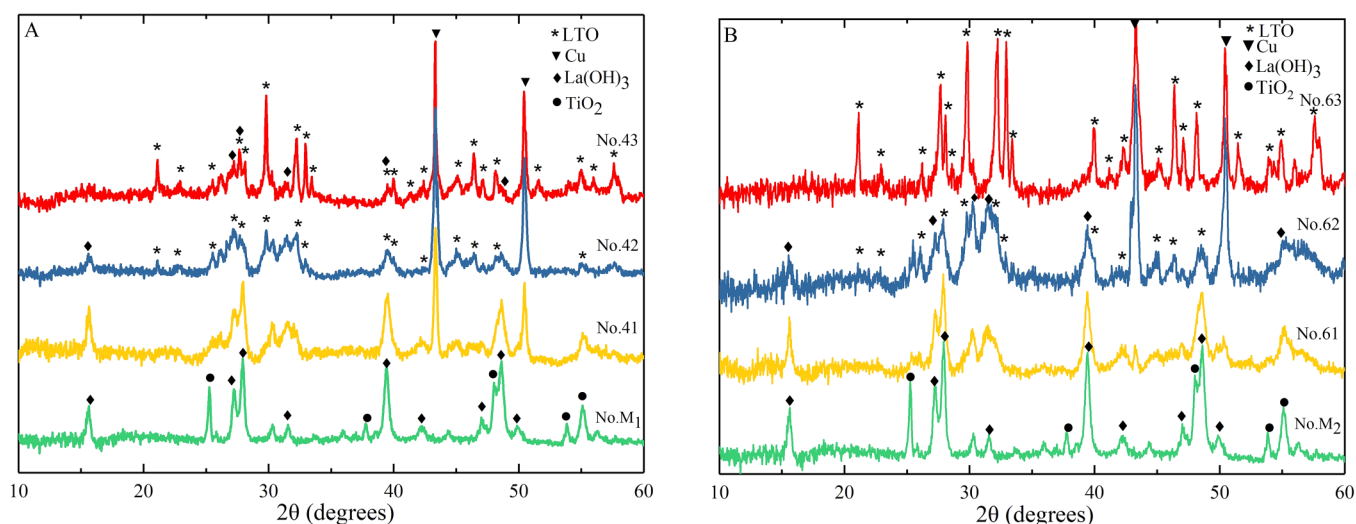 A
* LTO
▼ Cu
◆ La(OH)3
● TiO2
No.43
No.42
No.41
No.M1
10 20 30 40 50 60
2θ (degrees)
B
* LTO
▼ Cu
◆ La(OH)3
● TiO2
No.63
No.62
No.61
No.M2
10 20 30 40 50 60
2θ (degrees)